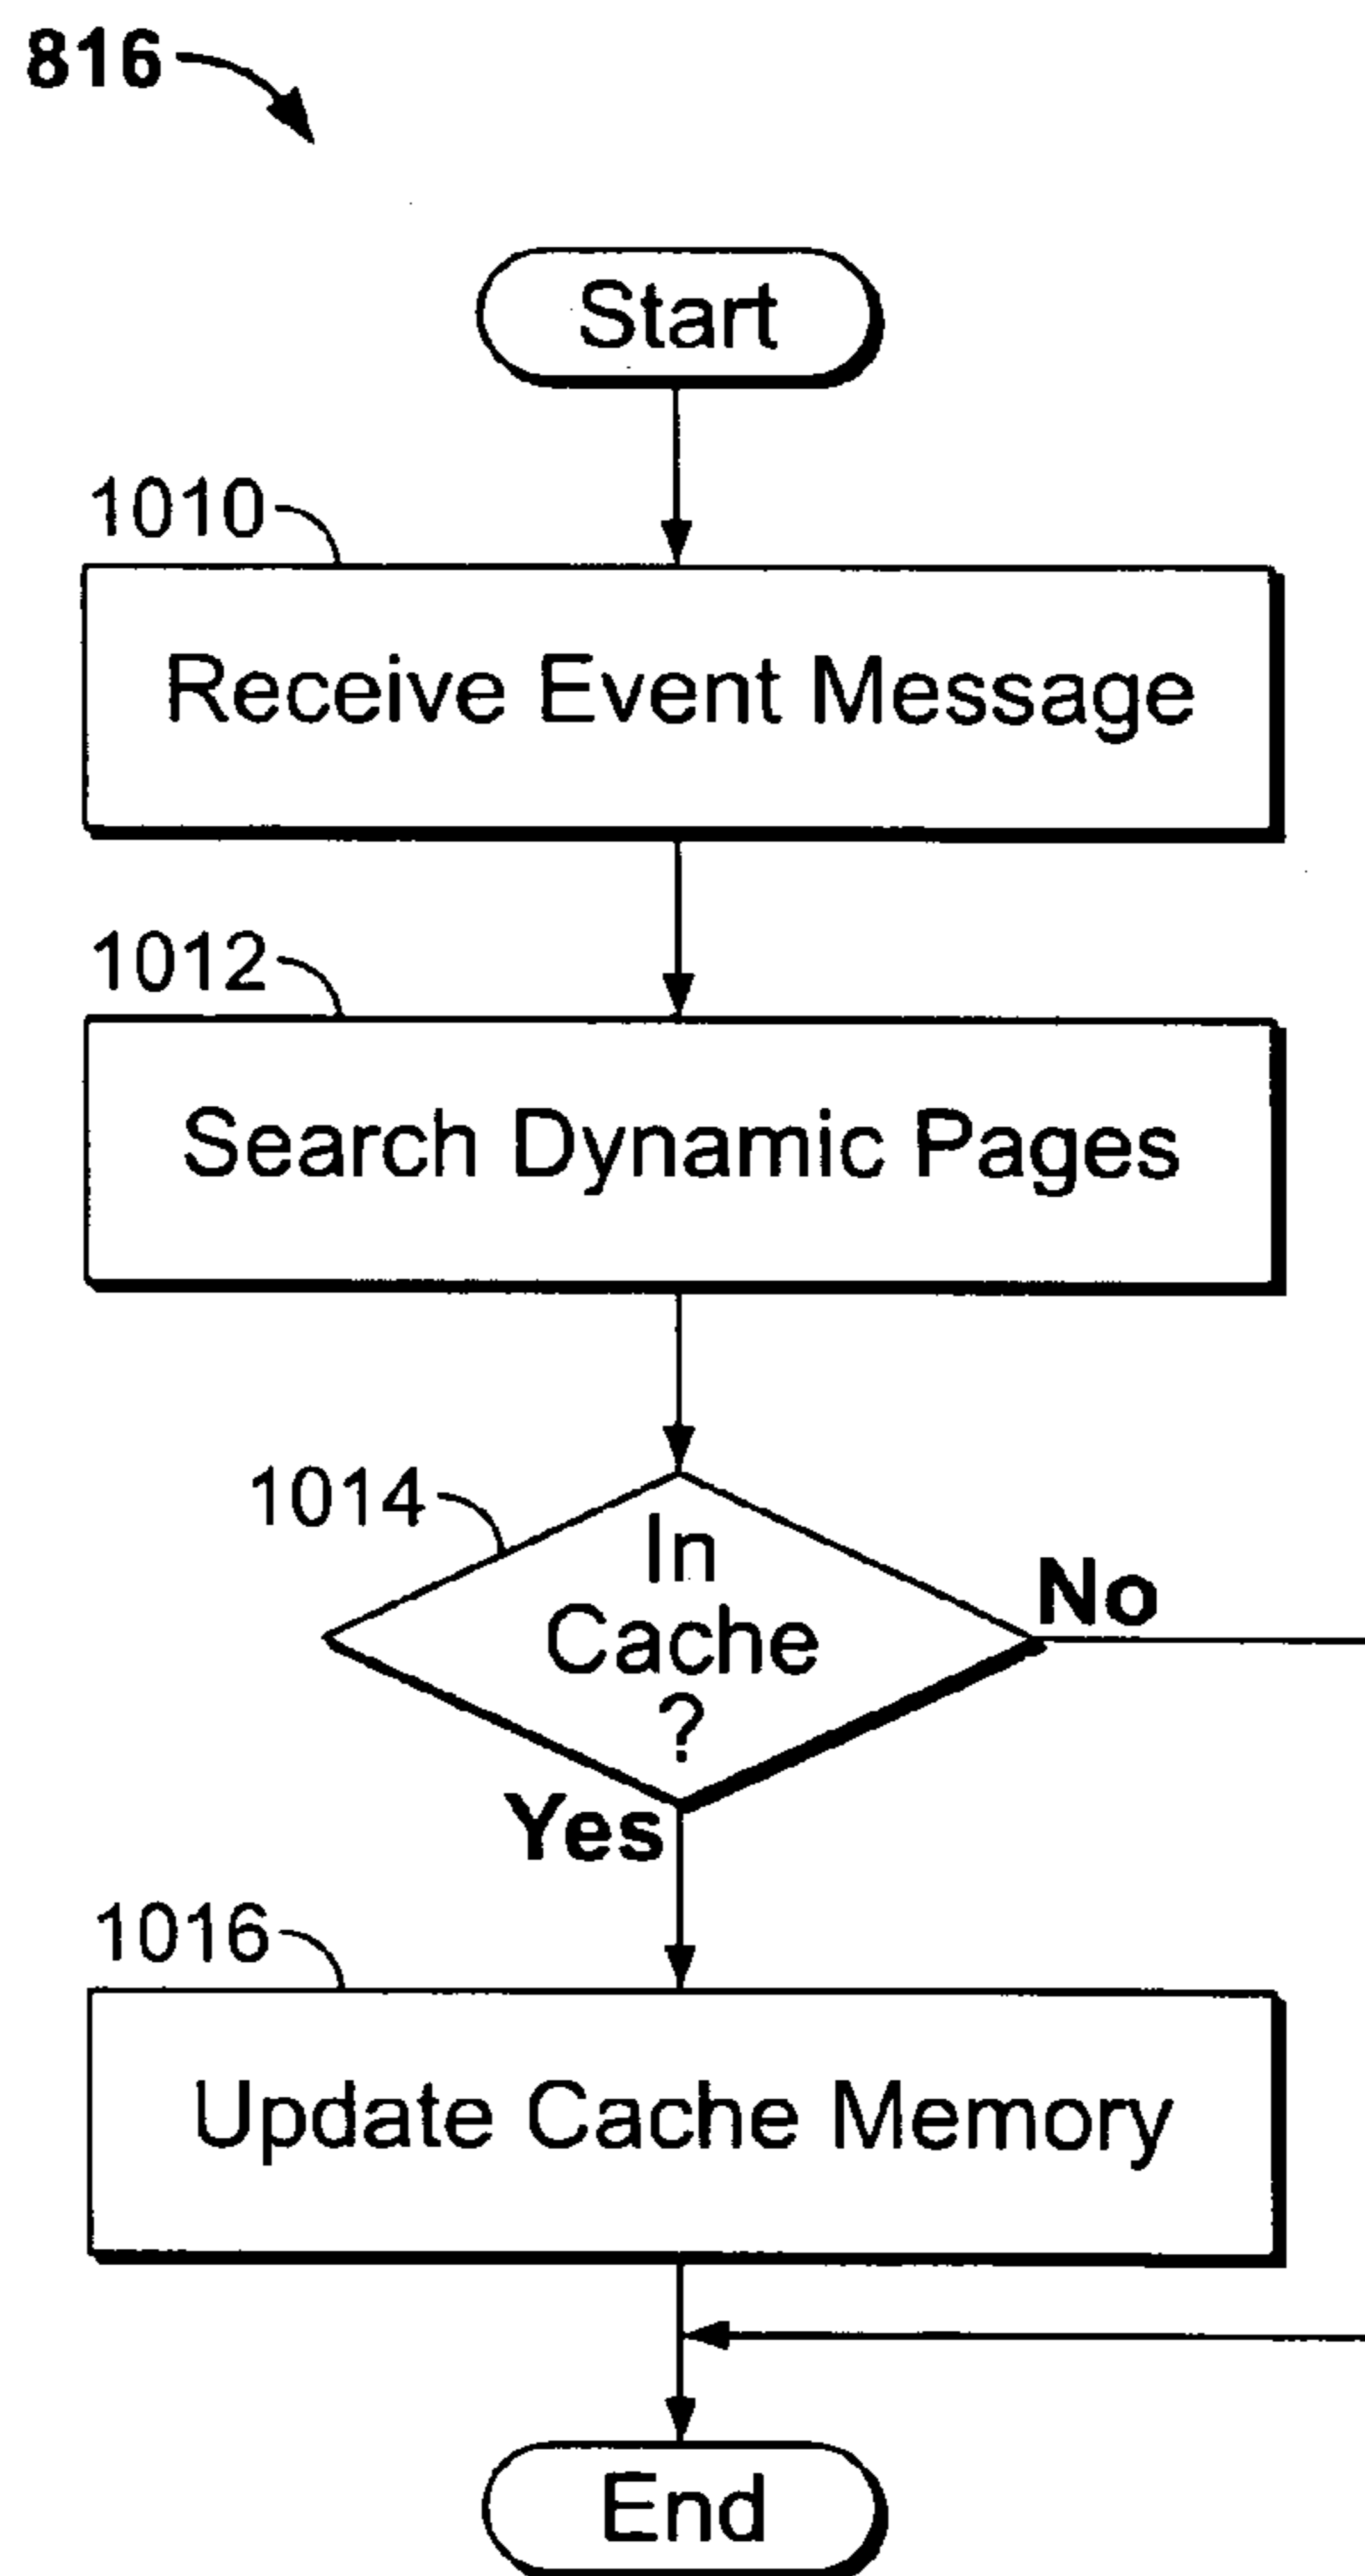 816
Start
1010
Receive Event Message
1012
Search Dynamic Pages
1014
In
Cache
?
No
Yes
1016
Update Cache Memory
End